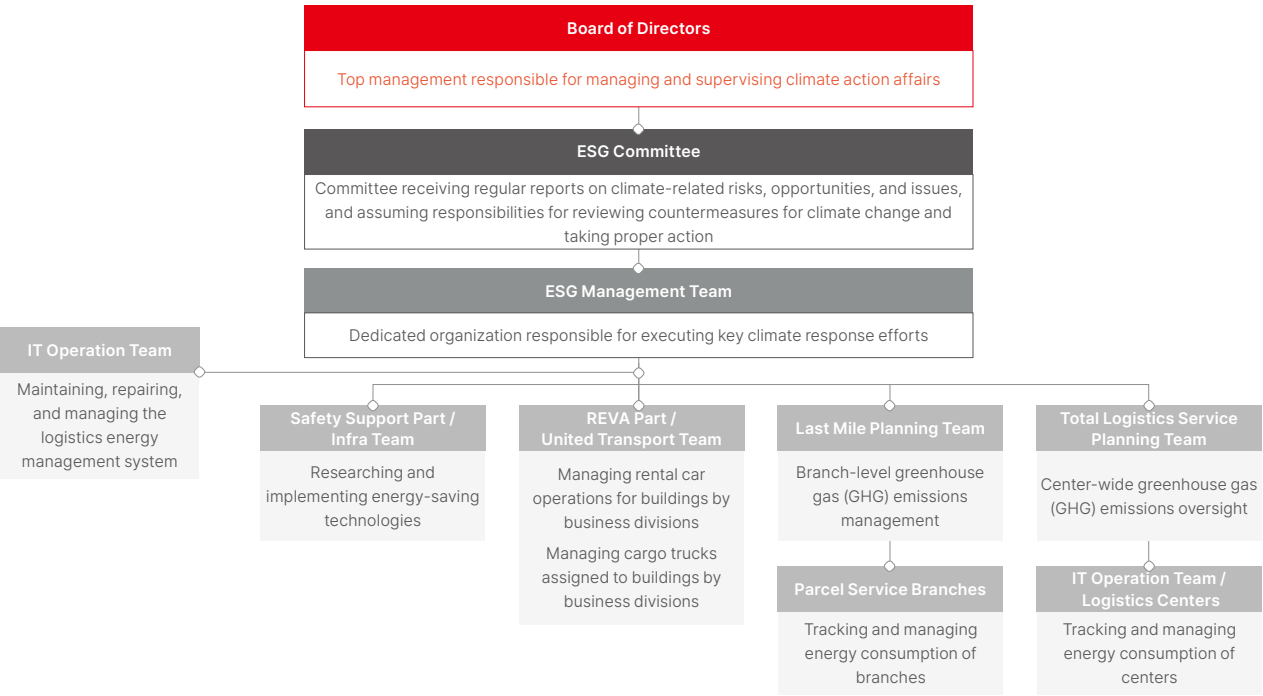 Board of Directors
Top management responsible for managing and supervising climate action affairs
ESG Committee
Committee receiving regular reports on climate-related risks, opportunities, and issues,
and assuming responsibilities for reviewing countermeasures for climate change and
taking proper action
ESG Management Team
Dedicated organization responsible for executing key climate response efforts
IT Operation Team
Maintaining, repairing,
and managing the
logistics energy
management system
Safety Support Part /
Infra Team
Researching and
implementing energy-saving
technologies
REVA Part /
United Transport Team
Managing rental car
operations for buildings by
business divisions
Managing cargo trucks
assigned to buildings by
business divisions
Last Mile Planning Team
Branch-level greenhouse
gas (GHG) emissions
management
Parcel Service Branches
Tracking and managing
energy consumption of
branches
Total Logistics Service
Planning Team
Center-wide greenhouse gas
(GHG) emissions oversight
IT Operation Team /
Logistics Centers
Tracking and managing
energy consumption of
centers